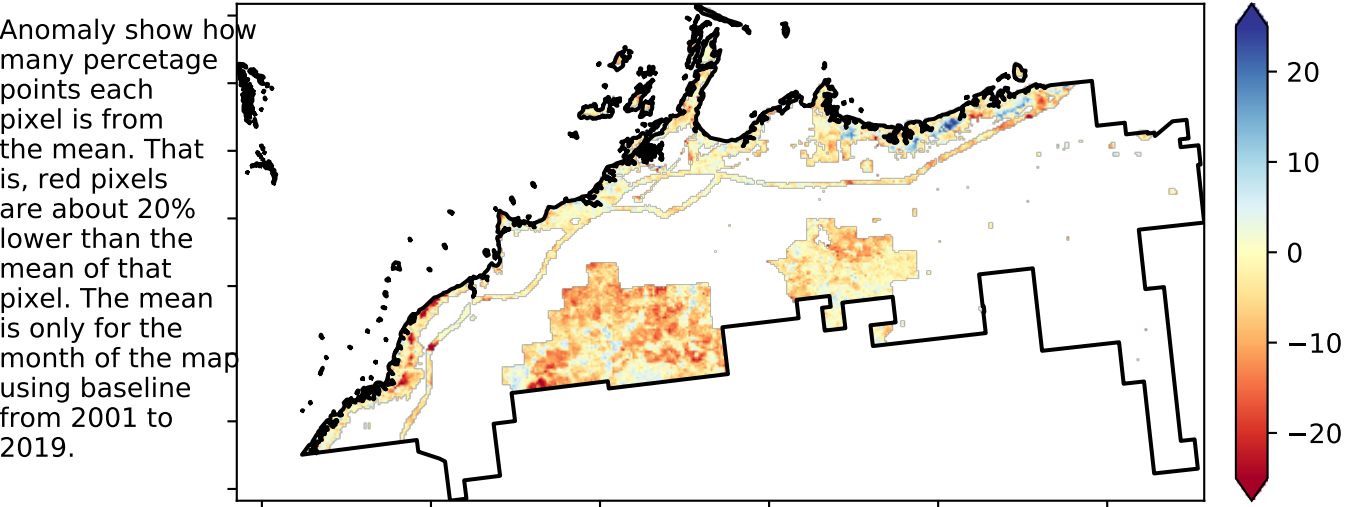 Anomaly show how
many percetage
points each
pixel is from
the mean. That
is, red pixels
are about 20%
lower than the
mean of that
pixel. The mean
is only for the
month of the map
using baseline
from 2001 to
2019.
20
10
0
−10
−20